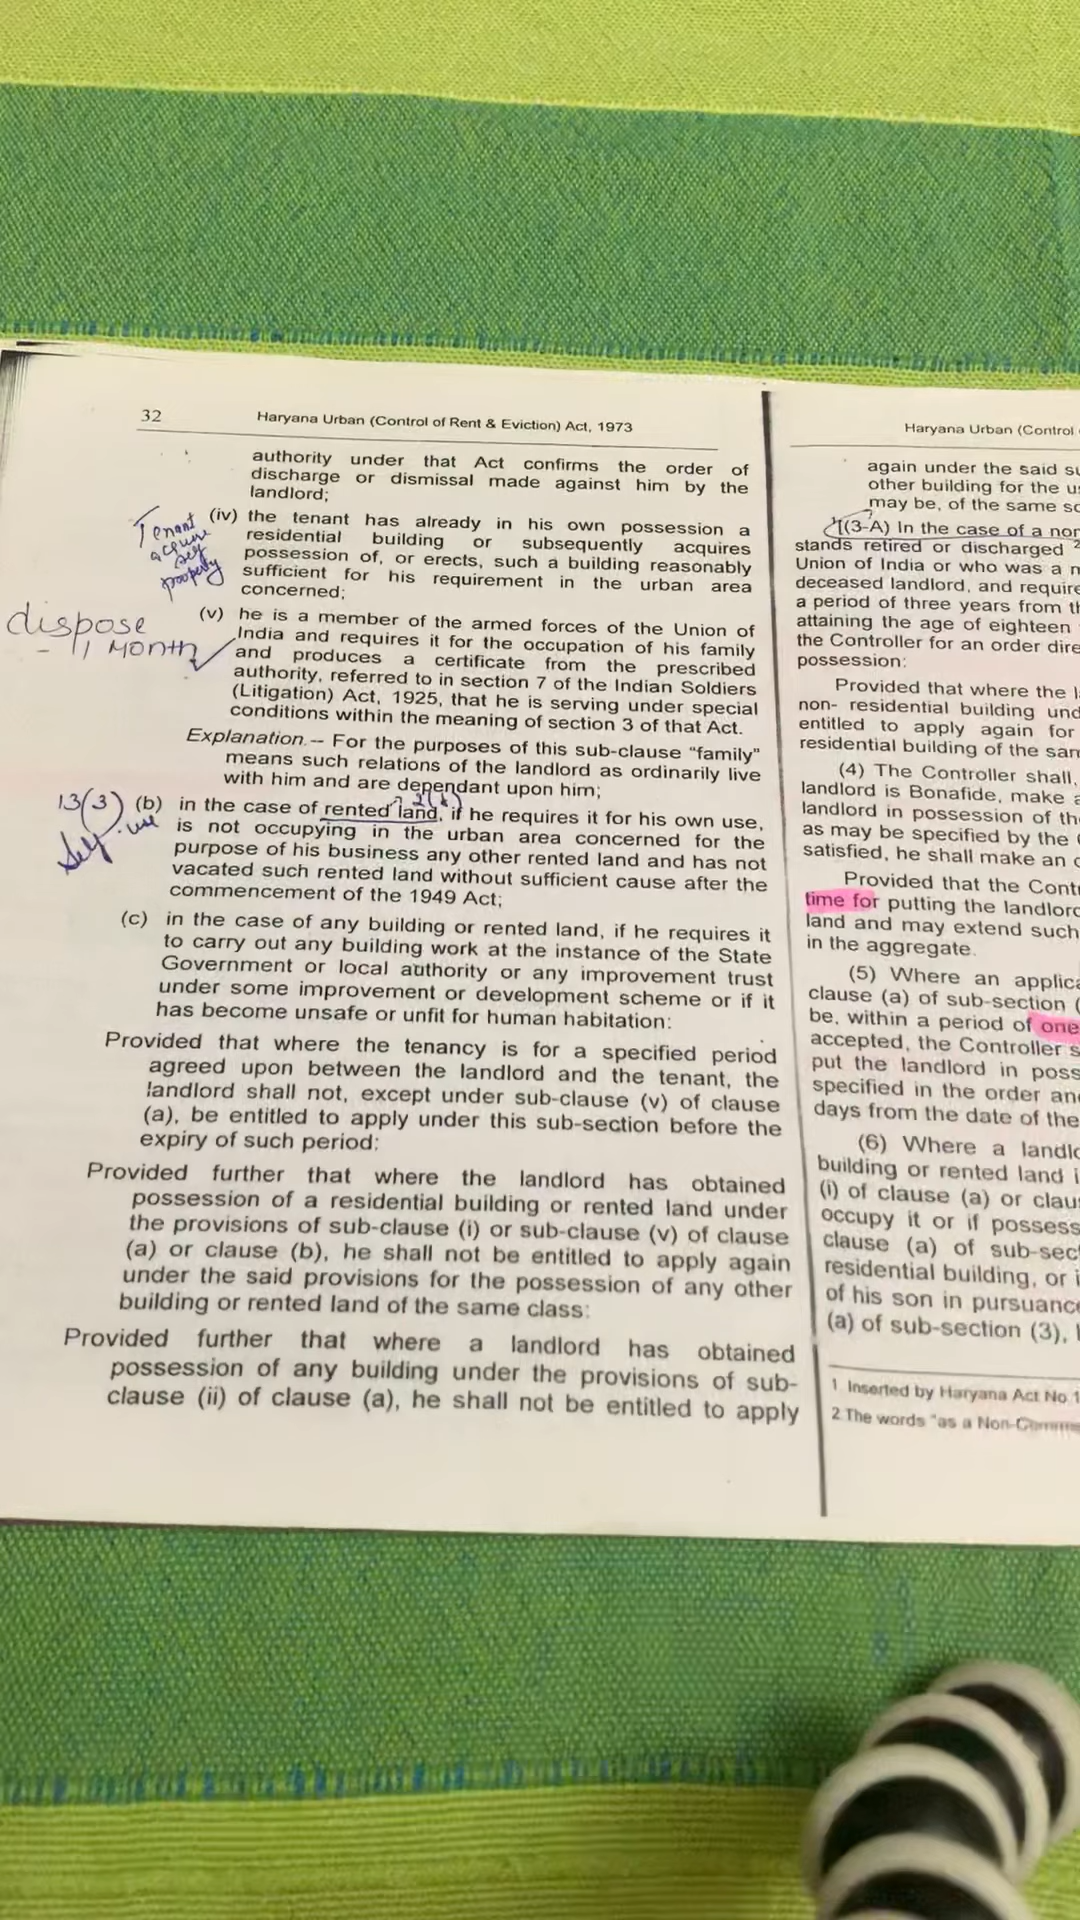 32
Haryana Urban (Control of Rent & Eviction) Act, 1973
authority under that Act confirms the order of
discharge or dismissal made against him by the
landlord;
Tenant
acquire
self
property
(iv) the tenant has already in his own possession a
residential building or subsequently acquires
possession of, or erects, such a building reasonably
sufficient for his requirement in the urban area
concerned;
dispose
- 1 MONTH
(v) he is a member of the armed forces of the Union of
India and requires it for the occupation of his family
and produces a certificate from the prescribed
authority, referred to in section 7 of the Indian Soldiers
(Litigation) Act, 1925, that he is serving under special
conditions within the meaning of section 3 of that Act.
Explanation.– For the purposes of this sub-clause “family”
means such relations of the landlord as ordinarily live
with him and are dependant upon him;
13(3)
Self-use
(b) in the case of rented land, if he requires it for his own use,
is not occupying in the urban area concerned for the
purpose of his business any other rented land and has not
vacated such rented land without sufficient cause after the
commencement of the 1949 Act;
(c) in the case of any building or rented land, if he requires it
to carry out any building work at the instance of the State
Government or local authority or any improvement trust
under some improvement or development scheme or if it
has become unsafe or unfit for human habitation:
Provided that where the tenancy is for a specified period
agreed upon between the landlord and the tenant, the
landlord shall not, except under sub-clause (v) of clause
(a), be entitled to apply under this sub-section before the
expiry of such period:
Provided further that where the landlord has obtained
possession of a residential building or rented land under
the provisions of sub-clause (i) or sub-clause (v) of clause
(a) or clause (b), he shall not be entitled to apply again
under the said provisions for the possession of any other
building or rented land of the same class:
Provided further that where a landlord has obtained
possession of any building under the provisions of sub-
clause (ii) of clause (a), he shall not be entitled to apply
Haryana Urban (Control
again under the said
other building for the
may be, of the same
1[(3-A) In the case of a
stands retired or discharged 2
Union of India or who was a
deceased landlord, and require
a period of three years from
attaining the age of eighteen
the Controller for an order
possession:
Provided that where the
non- residential building
entitled to apply again for
residential building of the
(4) The Controller shall,
landlord is Bonafide, make
landlord in possession of
as may be specified by the
satisfied, he shall make an
Provided that the
time for putting the
land and may extend such
in the aggregate.
(5) Where an
clause (a) of sub-section (
be, within a period of one
accepted, the Controller
put the landlord in
specified in the order
days from the date of the
(6) Where a
building or rented land
(i) of clause (a) or
occupy it or if
clause (a) of
residential building, or
of his son in
(a) of sub-section (3),
1 Inserted by Haryana Act No 1
2 The words "as a